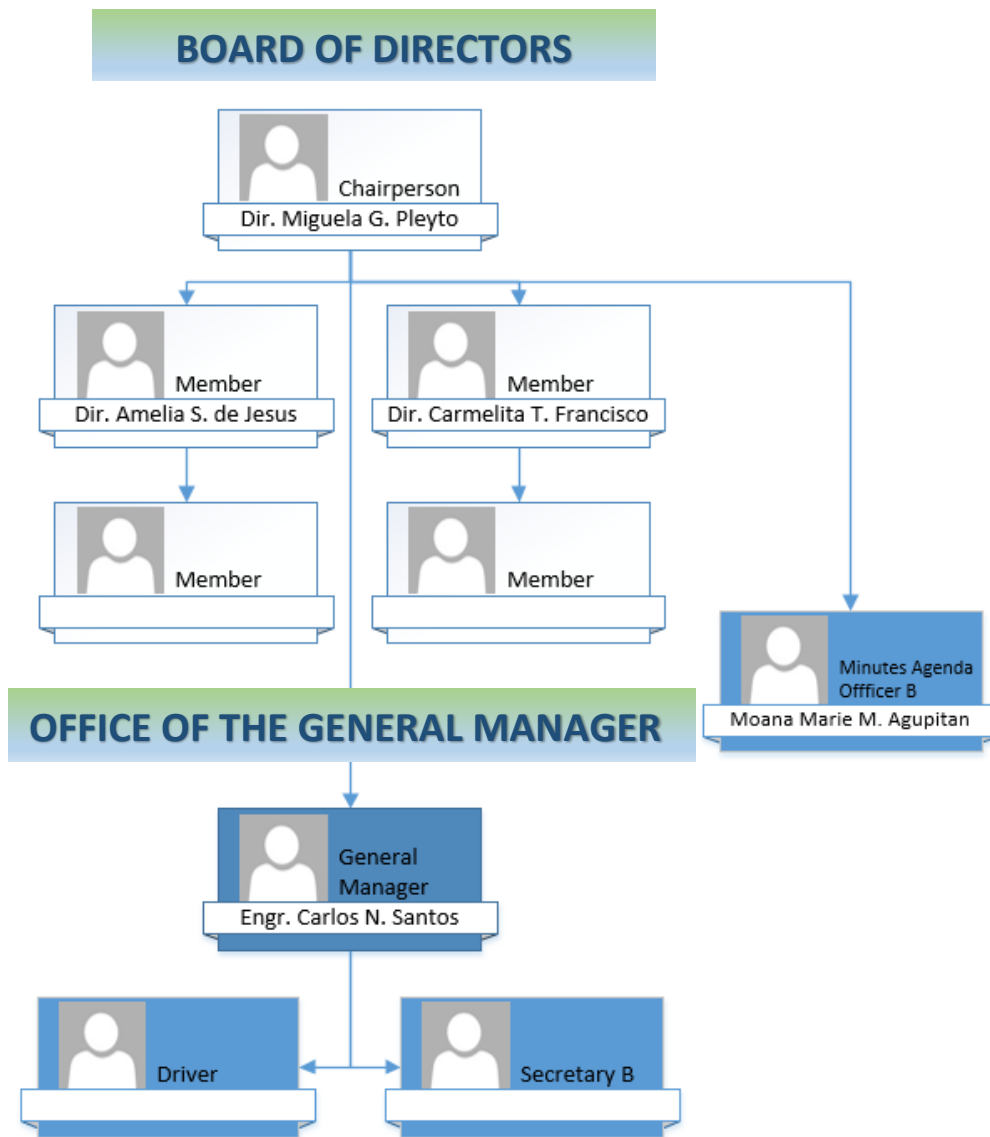 BOARD OF DIRECTORS
Chairperson
Dir. Miguela G. Pleyto
Member
Dir. Amelia S. de Jesus
Member
Dir. Carmelita T. Francisco
Member
Member
Minutes Agenda
Offficer B
Moana Marie M. Agupitan
OFFICE OF THE GENERAL MANAGER
General
Manager
Engr. Carlos N. Santos
Driver
Secretary B